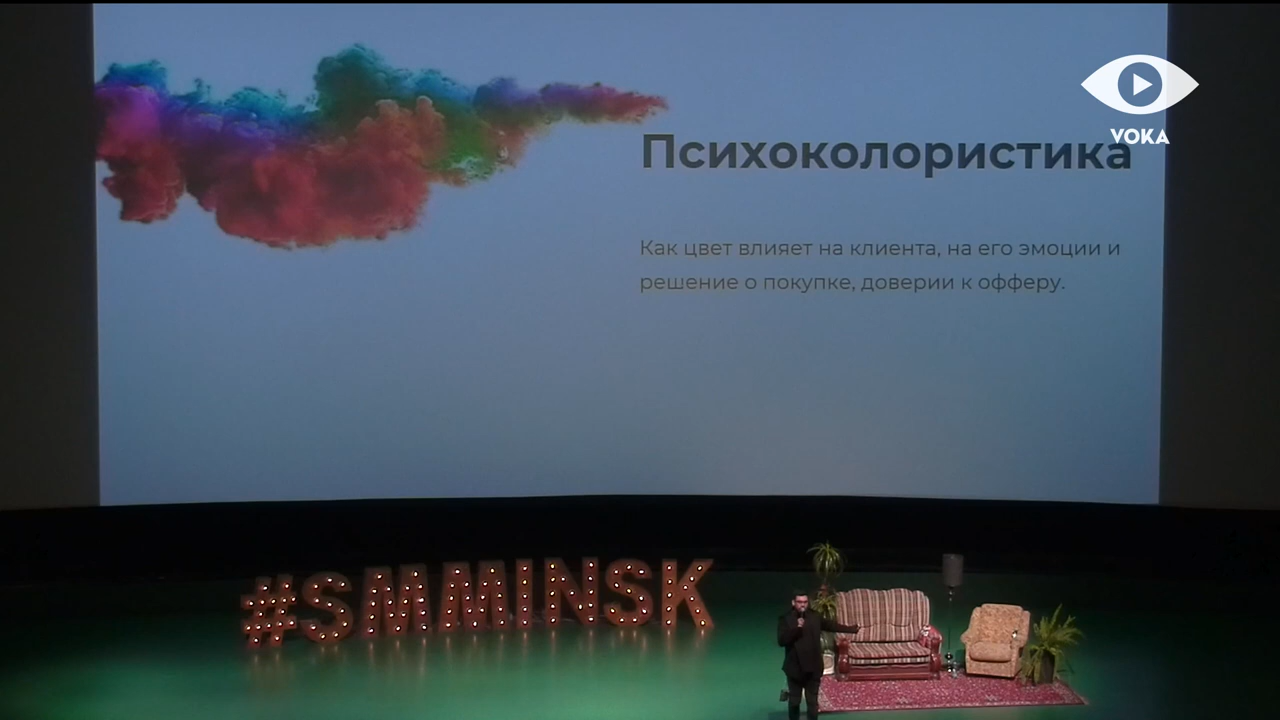 VOKA
Психоколористика
Как цвет влияет на клиента, на его эмоции и
решение о покупке, доверии к офферу.
#SMMINSK